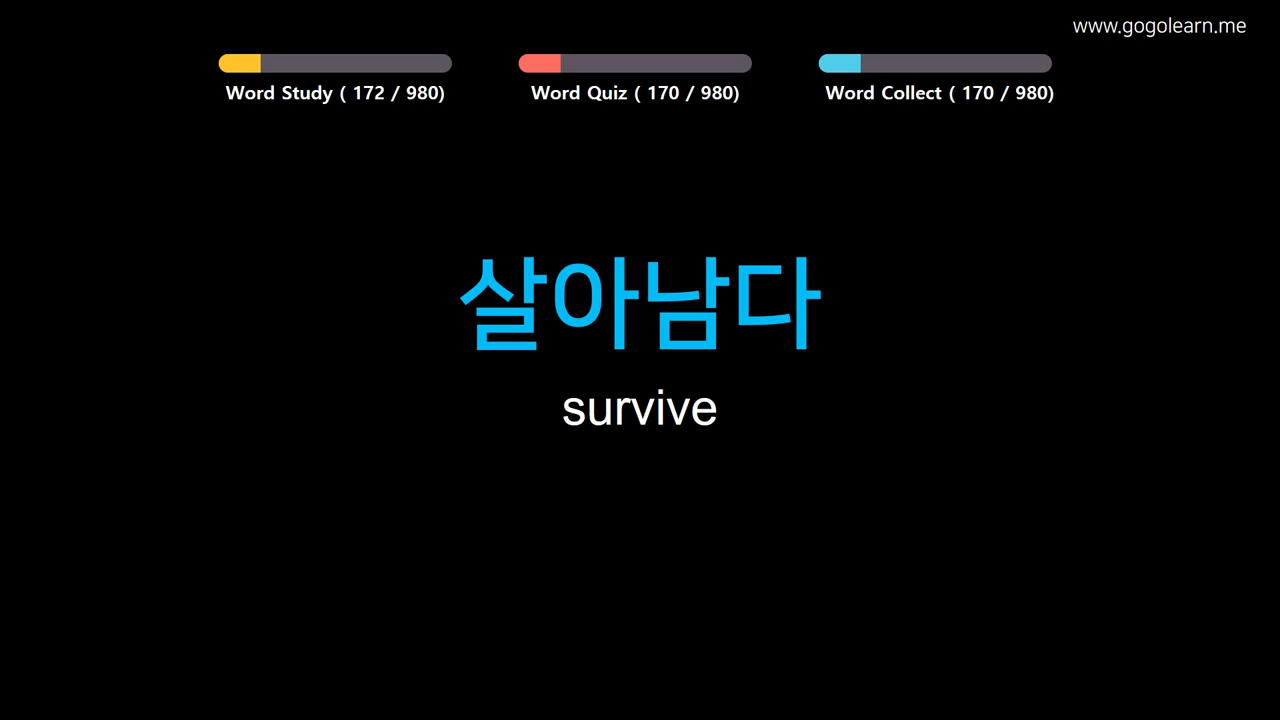 www.gogolearn.me
Word Study ( 172 / 980)
Word Quiz ( 170 / 980)
Word Collect ( 170 / 980)
살아남다
survive